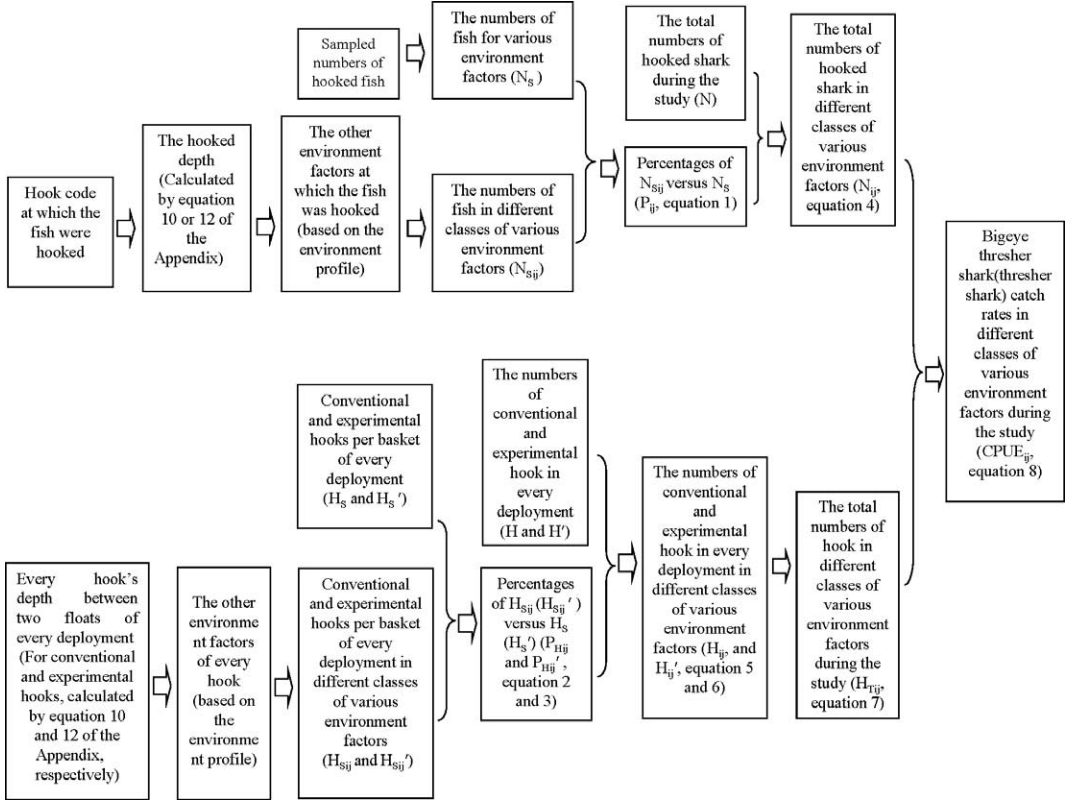 Sampled
numbers of
hooked fish
The numbers of
fish for various
environment
factors (N_S )
The total
numbers of
hooked shark
during the
study (N)
The total
numbers of
hooked
shark in
different
classes of
various
environment
factors (N_ij,
equation 4)
Hook code
at which the
fish were
hooked
The hooked
depth
(Calculated
by equation
10 or 12 of
the
Appendix)
The other
environment
factors at
which the fish
was hooked
(based on the
environment
profile)
The numbers of
fish in different
classes of various
environment
factors (N_Sij)
Percentages of
N_Sij versus N_S
(P_ij, equation 1)
Bigeye
thresher
shark(thresher
shark) catch
rates in
different
classes of
various
environment
factors during
the study
(CPUE_ij,
equation 8)
Conventional
and experimental
hooks per basket
of every
deployment
(H_S and H_S′)
The numbers
of
conventional
and
experimental
hook in
every
deployment
(H and H′)
Every hook's
depth between
two floats of
every deployment
(For conventional
and experimental
hooks, calculated
by equation 10
and 12 of the
Appendix,
respectively)
The other
environme
nt factors
of every
hook
(based on
the
environme
nt profile)
Conventional
and experimental
hooks per basket
of every
deployment in
different classes
of various
environment
factors
(H_Sij and H_Sij′)
Percentages
of H_Sij (H_Sij′ )
versus H_S
(H_S′) (P_Hij
and P_Hij′ ,
equation 2
and 3)
The numbers of
conventional
and
experimental
hook in every
deployment in
different classes
of various
environment
factors (H_ij, and
H_ij′, equation 5
and 6)
The total
numbers of
hook in
different
classes of
various
environment
factors
during the
study (H_Tij,
equation 7)